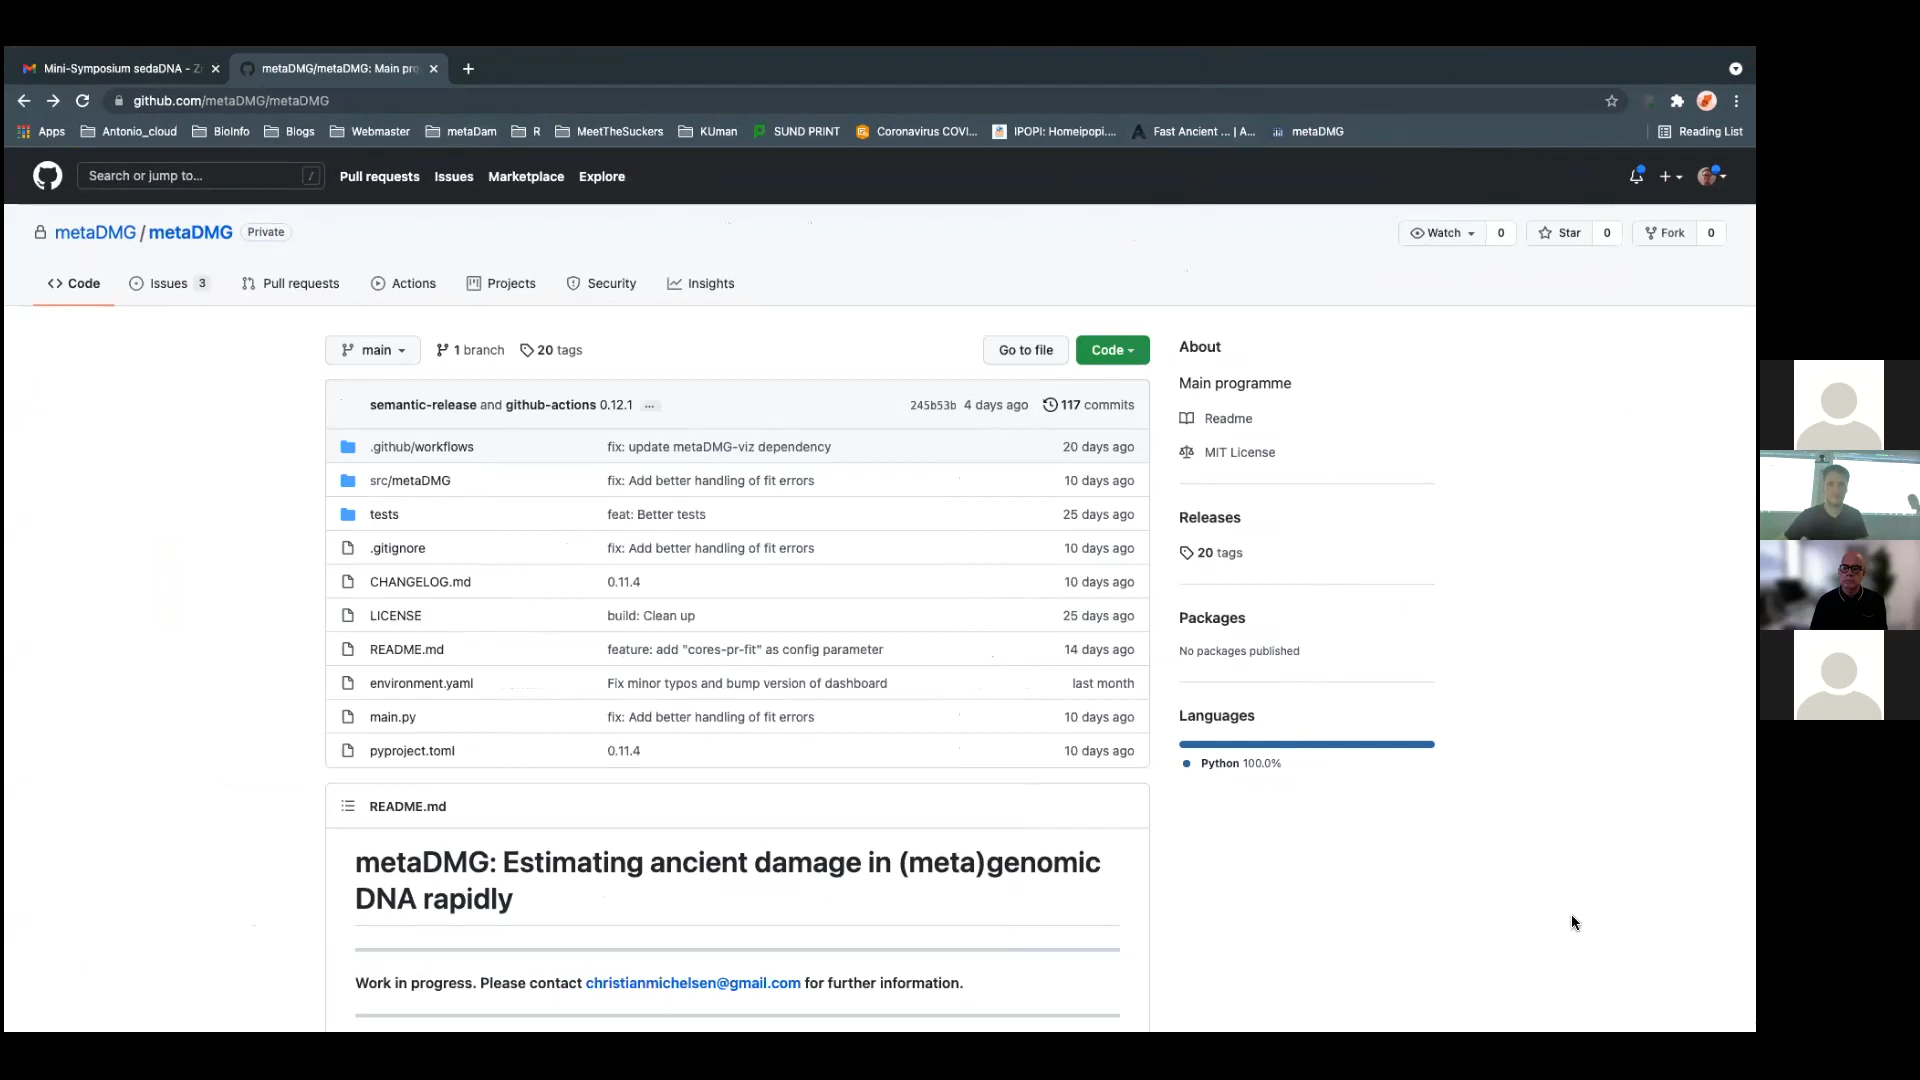 Mini-Symposium sedaDNA - Z
metaDMG/metaDMG: Main pro
github.com/metaDMG/metaDMG
Apps Antonio_cloud BioInfo Blogs Webmaster metaDam R MeetTheSuckers KUman SUND PRINT Coronavirus COVI... IPOPI: Homeipopi.... Fast Ancient ... | A... metaDMG Reading List
Search or jump to... / Pull requests Issues Marketplace Explore
metaDMG / metaDMG Private Watch 0 Star 0 Fork 0
Code Issues 3 Pull requests Actions Projects Security Insights
main 1 branch 20 tags Go to file Code
semantic-release and github-actions 0.12.1 ... 245b53b 4 days ago 117 commits
.github/workflows fix: update metaDMG-viz dependency 20 days ago
src/metaDMG fix: Add better handling of fit errors 10 days ago
tests feat: Better tests 25 days ago
.gitignore fix: Add better handling of fit errors 10 days ago
CHANGELOG.md 0.11.4 10 days ago
LICENSE build: Clean up 25 days ago
README.md feature: add "cores-pr-fit" as config parameter 14 days ago
environment.yaml Fix minor typos and bump version of dashboard last month
main.py fix: Add better handling of fit errors 10 days ago
pyproject.toml 0.11.4 10 days ago
README.md
metaDMG: Estimating ancient damage in (meta)genomic
DNA rapidly
Work in progress. Please contact christianmichelsen@gmail.com for further information.
About
Main programme
Readme
MIT License
Releases
20 tags
Packages
No packages published
Languages
Python 100.0%